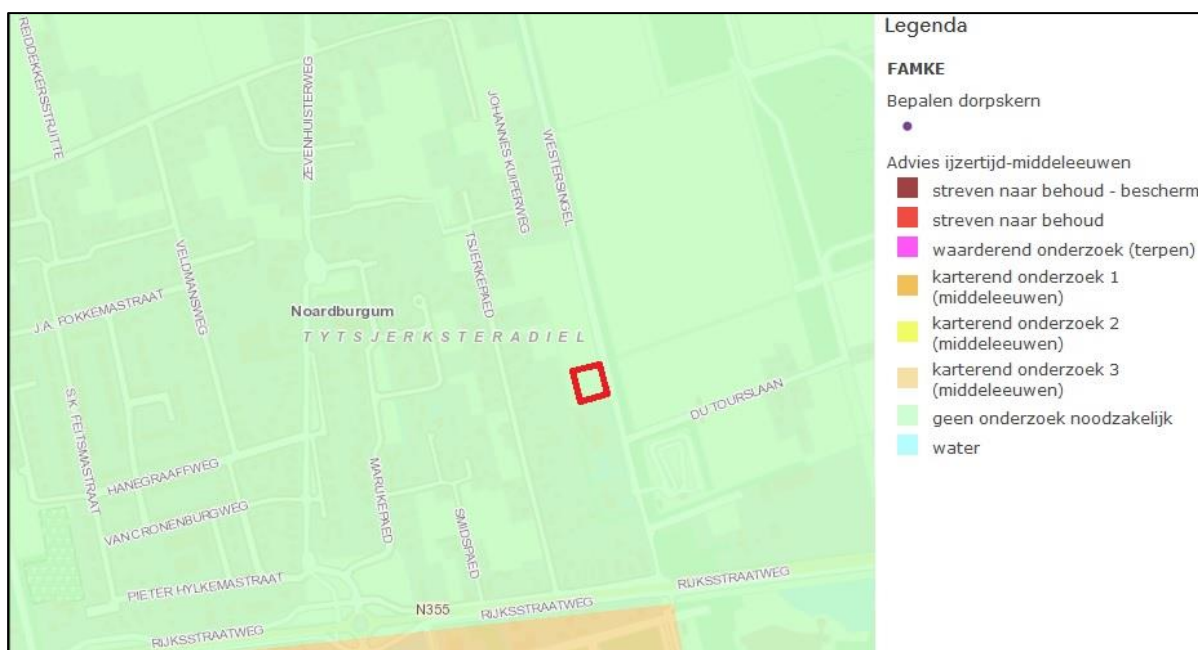 REIDDEKKERSSTRJITTE
ZEVENHUISTERWEG
JOHANNES KUIPERWEG
WESTERSINGEL
VELDMANSWEG
TSJERKEPAED
J.A. FOKKEMASTRAAT
Noardburgum
TYTSJERKSTERADIEL
DU TOURSLAAN
S.K. FEITSMASTRAAT
HANEGRAAFFWEG
MARIJKEPAED
VAN CRONENBURGWEG
SMIDSPAED
PIETER HYLKEMASTRAAT
RIJKSSTRAATWEG
N355
RIJKSSTRAATWEG
RIJKSSTRAATWEG
Legenda
FAMKE
Bepalen dorpskern
Advies ijzertijd-middeleeuwen
streven naar behoud - bescherm
streven naar behoud
waarderend onderzoek (terpen)
karterend onderzoek 1
(middeleeuwen)
karterend onderzoek 2
(middeleeuwen)
karterend onderzoek 3
(middeleeuwen)
geen onderzoek noodzakelijk
water